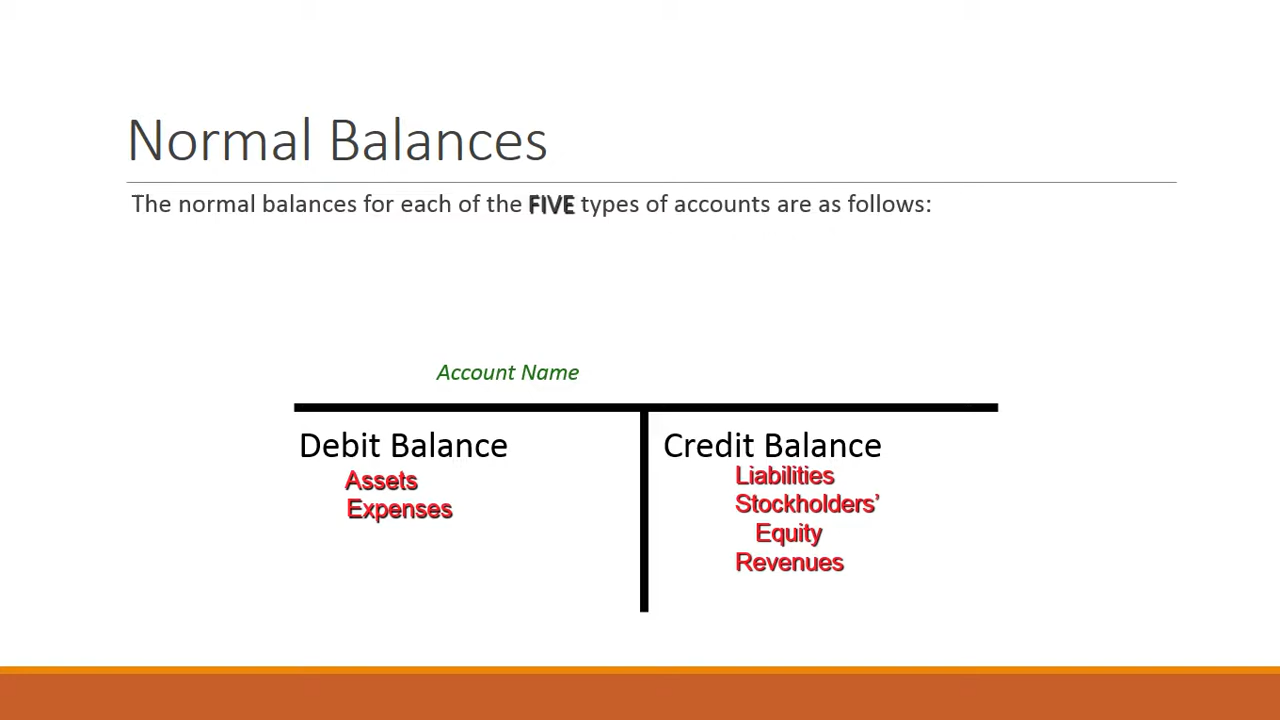 Normal Balances
The normal balances for each of the FIVE types of accounts are as follows:
Account Name
Debit Balance
Assets
Expenses
Credit Balance
Liabilities
Stockholders’
Equity
Revenues